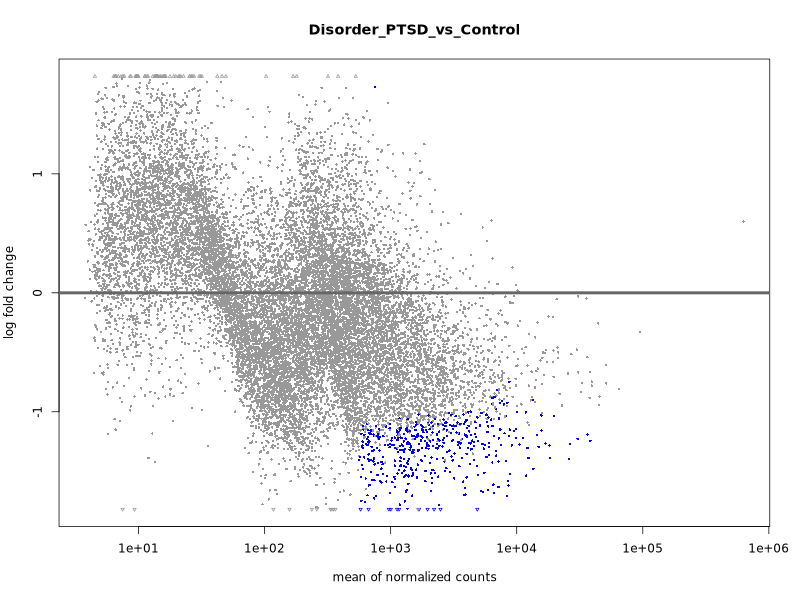 Disorder_PTSD_vs_Control
log fold change
1
0
-1
1e+01 1e+02 1e+03 1e+04 1e+05 1e+06
mean of normalized counts